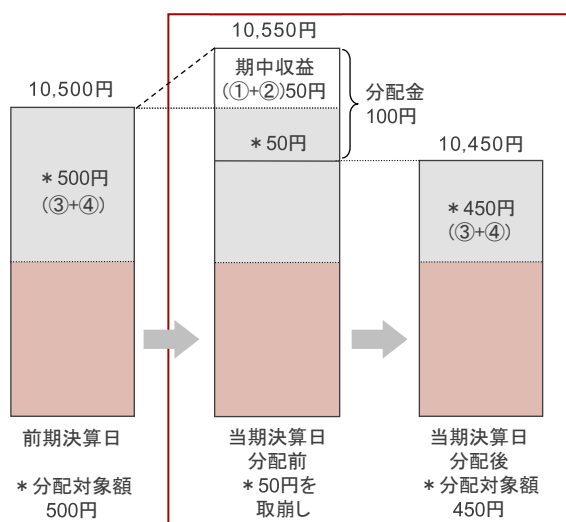 10,500円
＊500円
(③+④)
前期決算日
＊分配対象額
500円
10,550円
期中収益
(①+②)50円
＊50円
分配金
100円
当期決算日
分配前
＊50円を
取崩し
10,450円
＊450円
(③+④)
当期決算日
分配後
＊分配対象額
450円